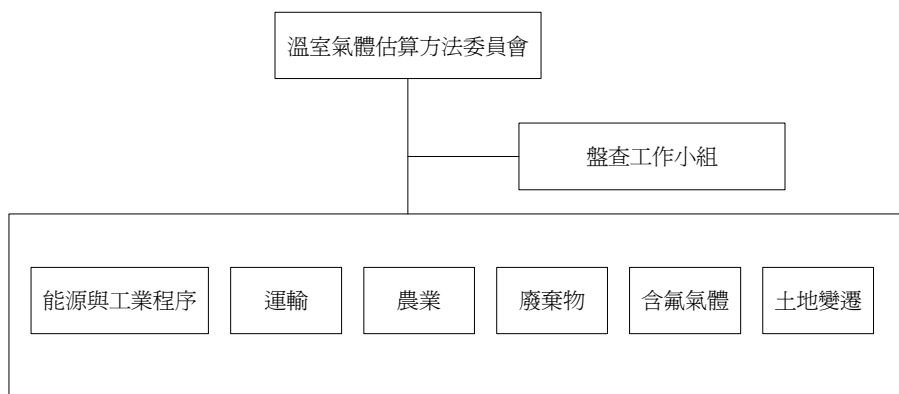 溫室氣體估算方法委員會
盤查工作小組
能源與工業程序
運輸
農業
廢棄物
含氟氣體
土地變遷